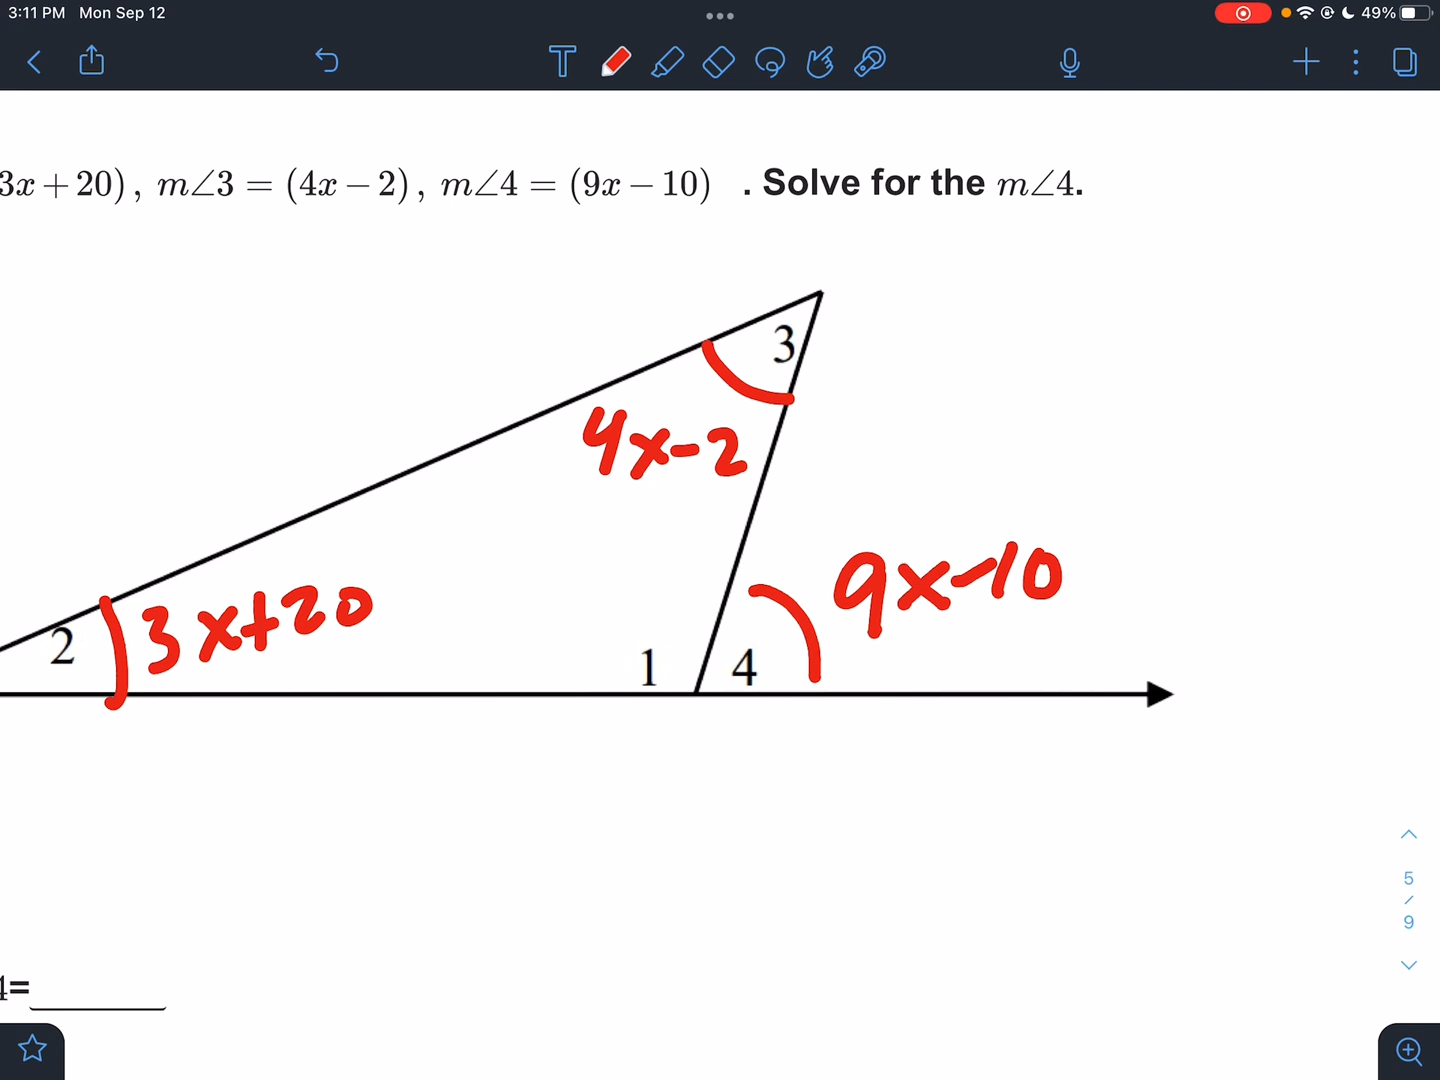 3:11 PM Mon Sep 12
49%
3x + 20), m∠3 = (4x − 2), m∠4 = (9x − 10) . Solve for the m∠4.
3
4x-2
9x-10
2
3x+20
1
4
5
/
9
4=